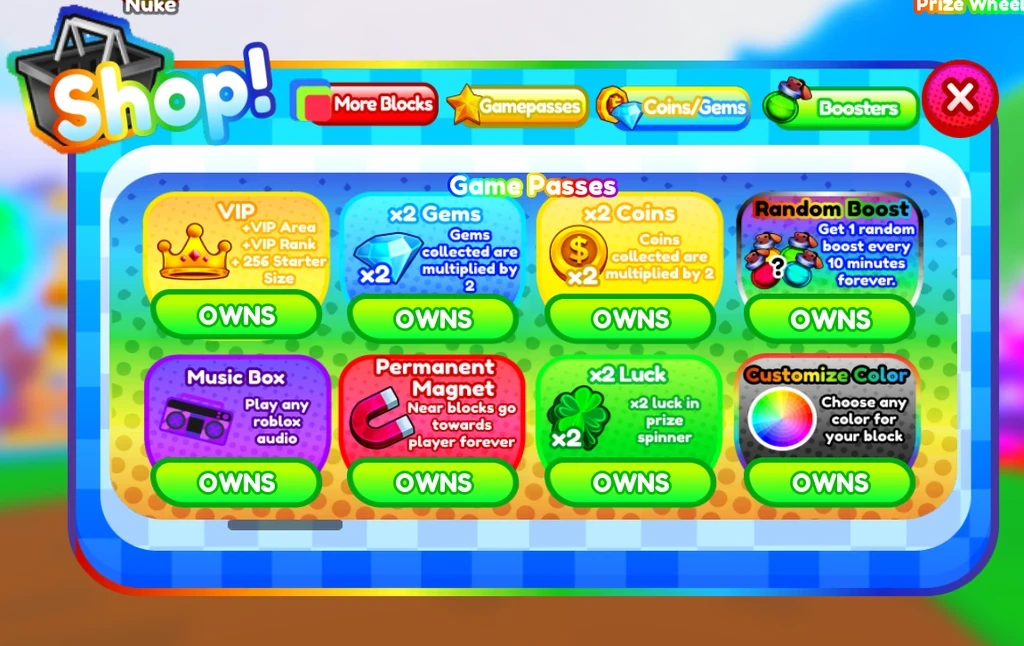 Nuke
Prize Wheel
Shop!
More Blocks
Gamepasses
Coins/Gems
Boosters
X
Game Passes
VIP
+VIP Area
+VIP Rank
+ 256 Starter
Size
OWNS
x2 Gems
Gems
collected are
multiplied by
2
x2
OWNS
x2 Coins
Coins
collected are
multiplied by 2
$
x2
OWNS
Random Boost
Get 1 random
boost every
10 minutes
forever.
?
OWNS
Music Box
Play any
roblox
audio
OWNS
Permanent
Magnet
Near blocks go
towards
player forever
OWNS
x2 Luck
x2 luck in
prize
spinner
x2
OWNS
Customize Color
Choose any
color for
your block
OWNS